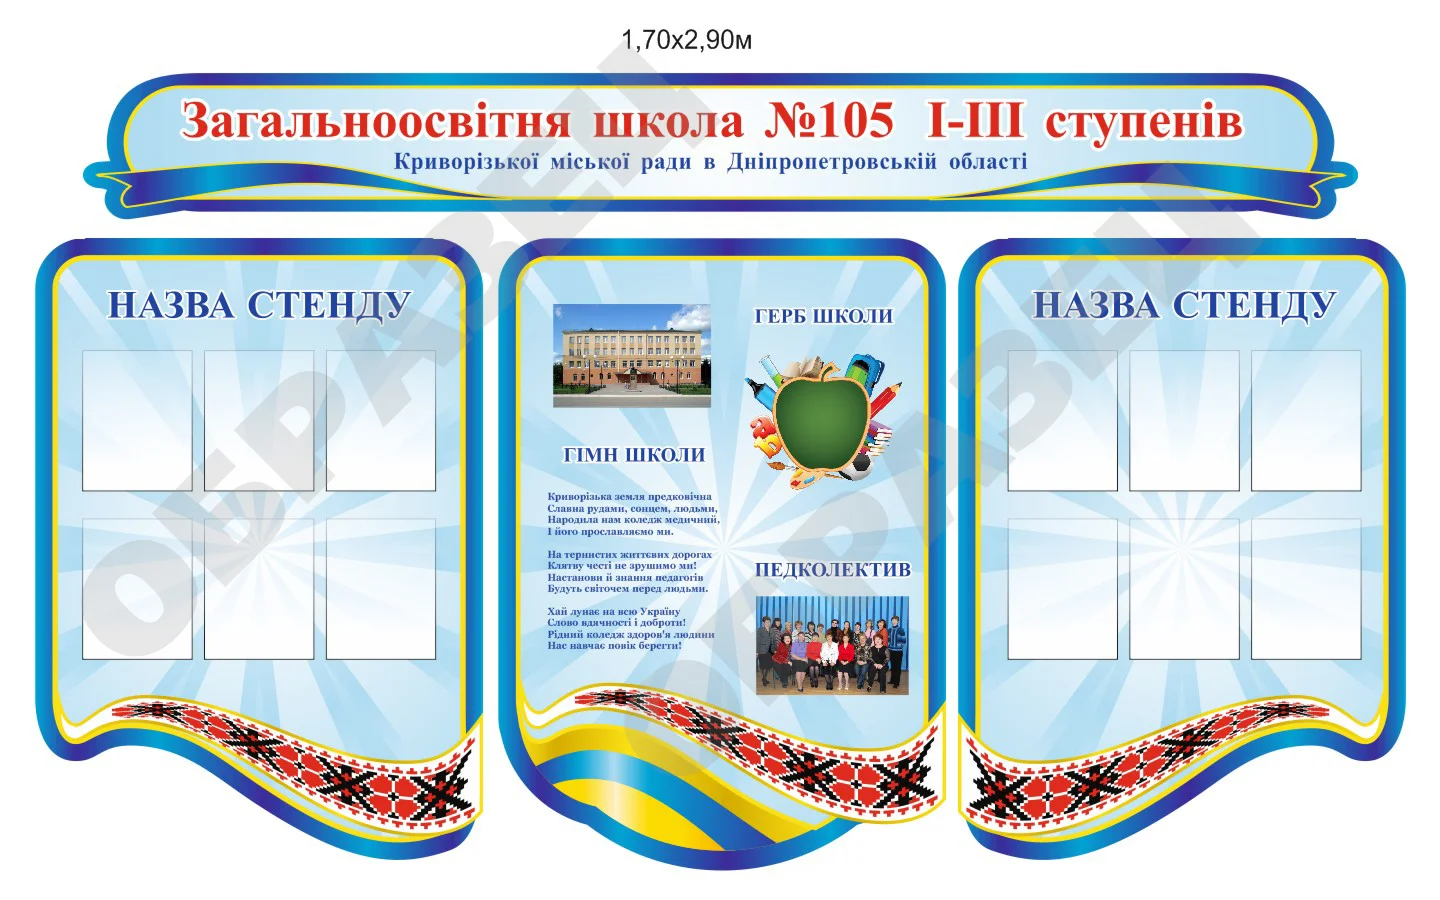 1,70х2,90м
Загальноосвітня школа №105 І-ІІІ ступенів
Криворізької міської ради в Дніпропетровській області
НАЗВА СТЕНДУ
ГІМН ШКОЛИ
Криворізька земля предковічна
Славна рудами, сонцем, людьми,
Народила нам коледж медичний,
І його прославляємо ми.
На тернистих життєвих дорогах
Клятву честі не зрушимо ми!
Настанови й знання педагогів
Будуть світочем перед людьми.
Хай лунає на всю Україну
Слово вдячності і доброти!
Рідний коледж здоров'я людини
Нас навчає повік берегти!
ГЕРБ ШКОЛИ
ПЕДКОЛЕКТИВ
НАЗВА СТЕНДУ
ОБРАЗЕЦ
ОБРАЗЕЦ